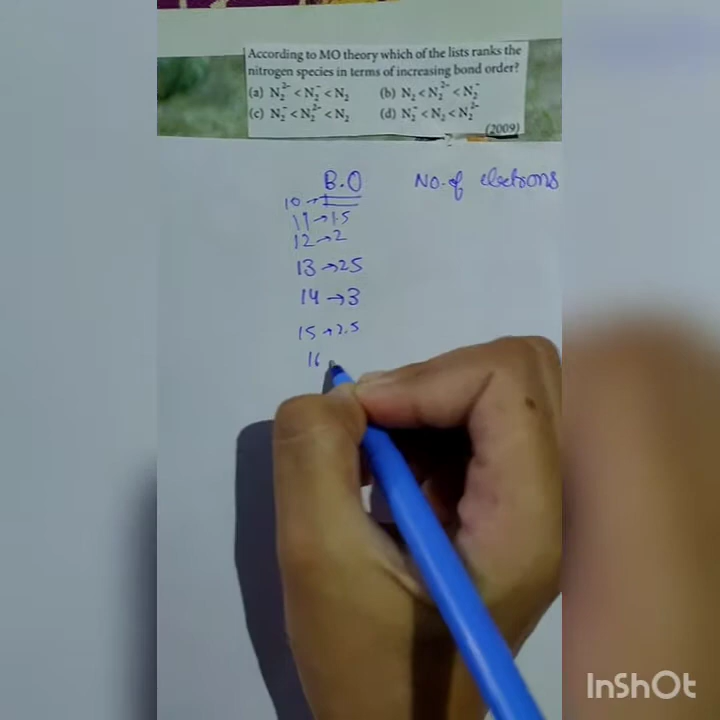 According to MO theory which of the lists ranks the
nitrogen species in terms of increasing bond order?
(a) N₂²⁻ < N₂⁻ < N₂ (b) N₂ < N₂²⁻ < N₂⁻
(c) N₂⁻ < N₂²⁻ < N₂ (d) N₂⁻ < N₂ < N₂²⁻
(2009)
B.O No. of electrons
10 → 1
11 → 1.5
12 → 2
13 → 25
14 → 3
15 → 2.5
16
InShOt